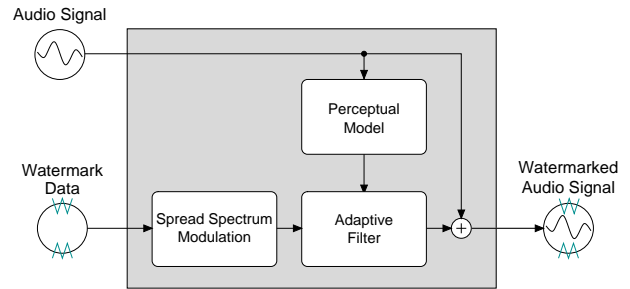 Audio Signal
Perceptual
Model
Watermark
Data
Spread Spectrum
Modulation
Adaptive
Filter
+
Watermarked
Audio Signal